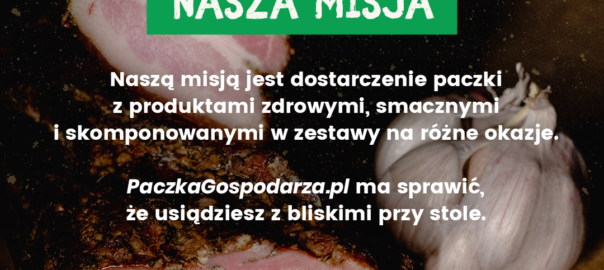 NASZA MISJA
Naszą misją jest dostarczenie paczki
z produktami zdrowymi, smacznymi
i skomponowanymi w zestawy na różne okazje.
PaczkaGospodarza.pl ma sprawić,
że usiądziesz z bliskimi przy stole.